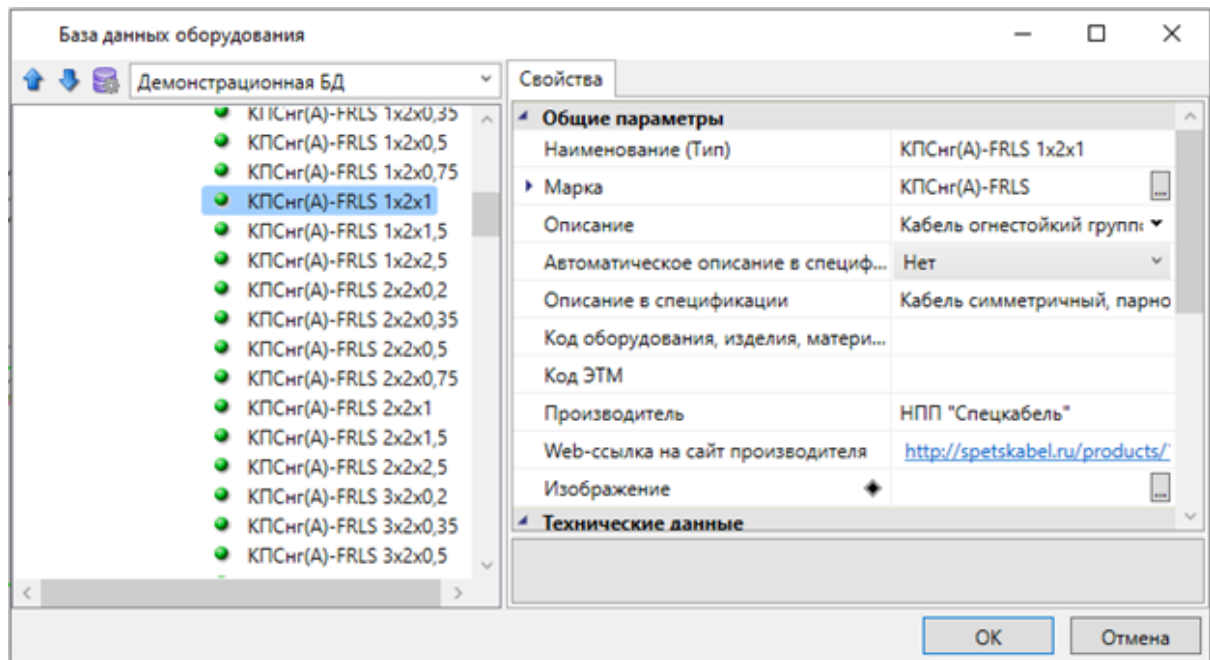 База данных оборудования
Демонстрационная БД
КПСнг(А)-FRLS 1x2x0,35
КПСнг(А)-FRLS 1x2x0,5
КПСнг(А)-FRLS 1x2x0,75
КПСнг(А)-FRLS 1x2x1
КПСнг(А)-FRLS 1x2x1,5
КПСнг(А)-FRLS 1x2x2,5
КПСнг(А)-FRLS 2x2x0,2
КПСнг(А)-FRLS 2x2x0,35
КПСнг(А)-FRLS 2x2x0,5
КПСнг(А)-FRLS 2x2x0,75
КПСнг(А)-FRLS 2x2x1
КПСнг(А)-FRLS 2x2x1,5
КПСнг(А)-FRLS 2x2x2,5
КПСнг(А)-FRLS 3x2x0,2
КПСнг(А)-FRLS 3x2x0,35
КПСнг(А)-FRLS 3x2x0,5
Свойства
Общие параметры
Наименование (Тип) КПСнг(А)-FRLS 1x2x1
Марка КПСнг(А)-FRLS ...
Описание Кабель огнестойкий групп
Автоматическое описание в специф... Нет
Описание в спецификации Кабель симметричный, парно
Код оборудования, изделия, матери...
Код ЭТМ
Производитель НПП "Спецкабель"
Web-ссылка на сайт производителя http://spetskabel.ru/products/
Изображение ...
Технические данные
ОК Отмена